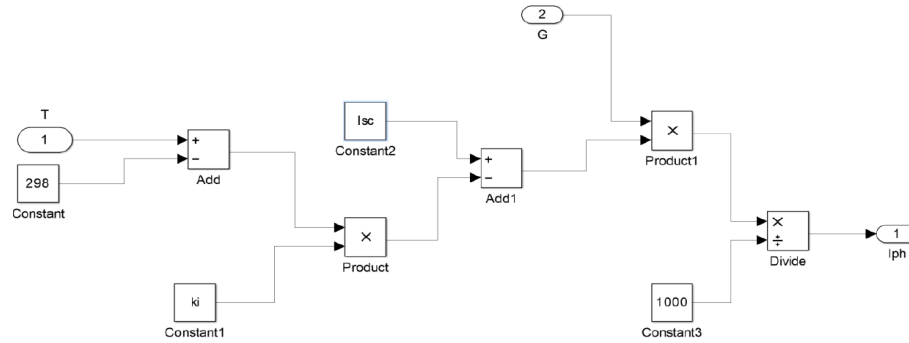 2
G
T
1
+
−
Add
298
Constant
Isc
Constant2
+
−
Add1
×
Product1
×
Product
ki
Constant1
×
÷
Divide
1000
Constant3
1
Iph